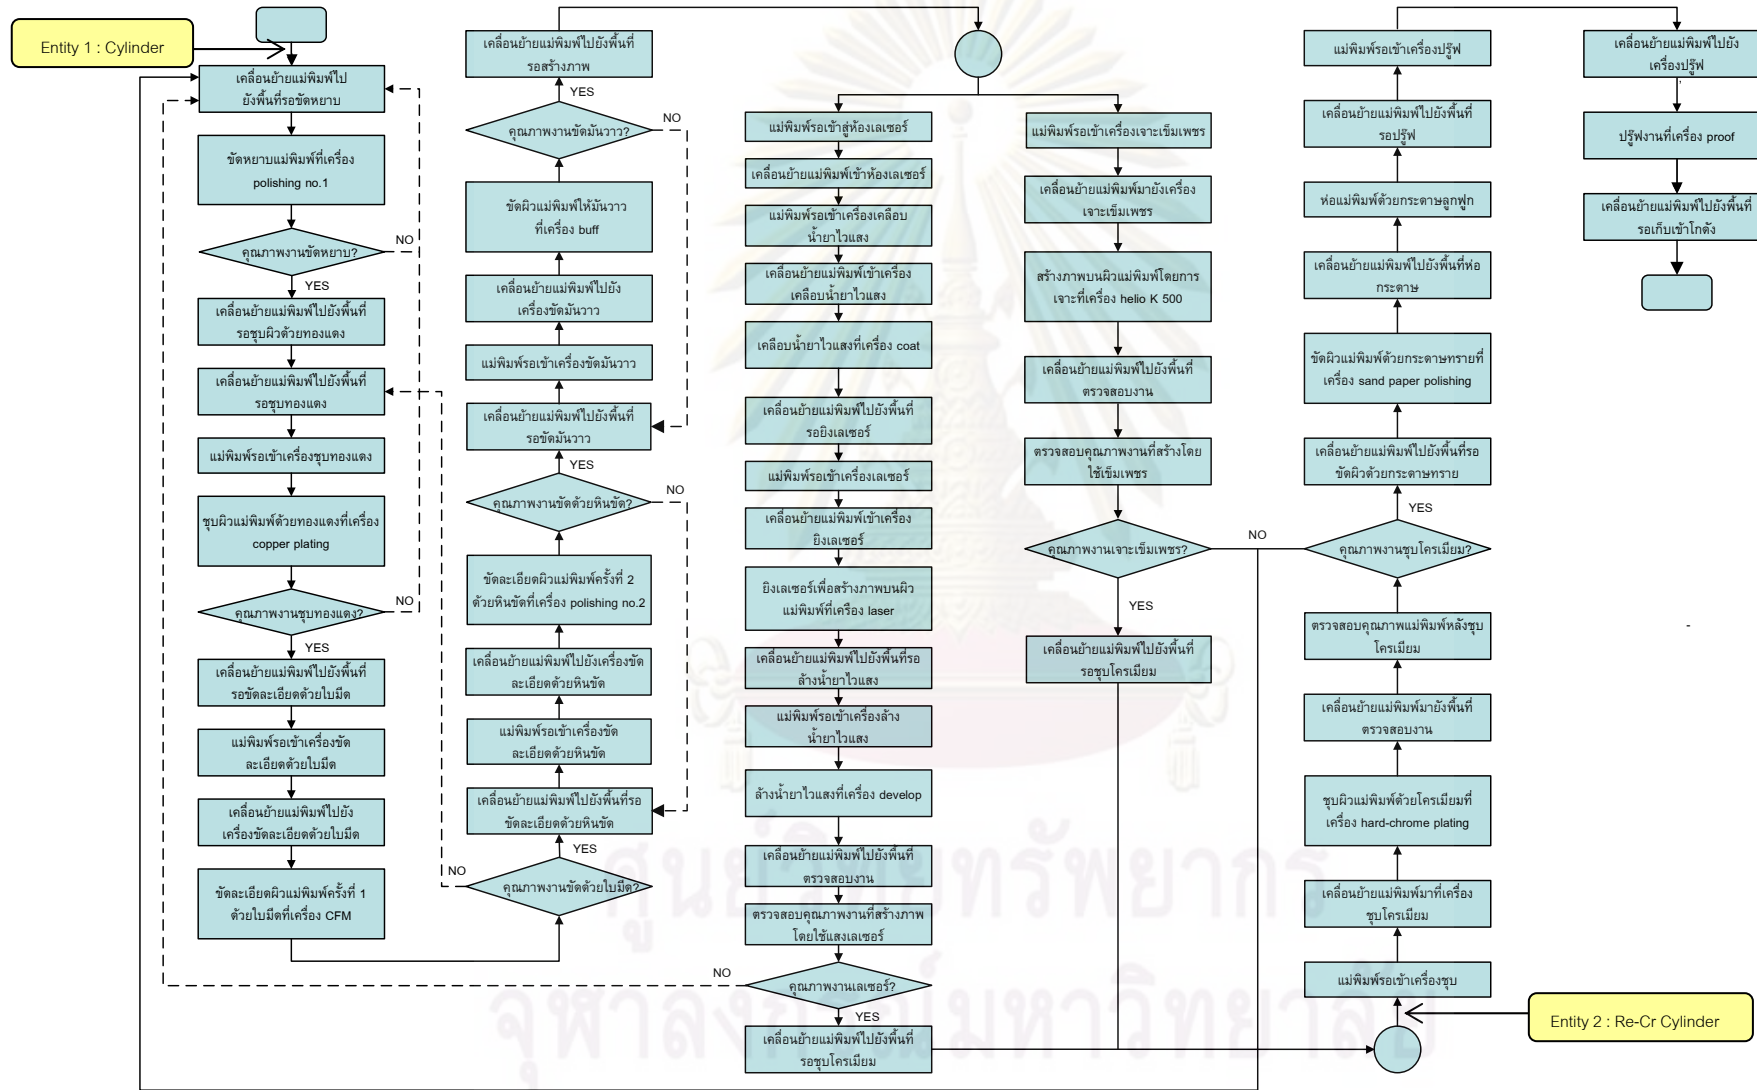 Entity 1 : Cylinder
เคลื่อนย้ายแม่พิมพ์ไป
ยังพื้นที่รอขัดหยาบ
ขัดหยาบแม่พิมพ์ที่เครื่อง
polishing no.1
คุณภาพงานขัดหยาบ?
NO
YES
เคลื่อนย้ายแม่พิมพ์ไปยังพื้นที่
รอชุบผิวด้วยทองแดง
เคลื่อนย้ายแม่พิมพ์ไปยังพื้นที่
รอชุบทองแดง
แม่พิมพ์รอเข้าเครื่องชุบทองแดง
ชุบผิวแม่พิมพ์ด้วยทองแดงที่เครื่อง
copper plating
คุณภาพงานชุบทองแดง?
NO
YES
เคลื่อนย้ายแม่พิมพ์ไปยังพื้นที่
รอขัดละเอียดด้วยใบมีด
แม่พิมพ์รอเข้าเครื่องขัด
ละเอียดด้วยใบมีด
เคลื่อนย้ายแม่พิมพ์ไปยัง
เครื่องขัดละเอียดด้วยใบมีด
ขัดละเอียดผิวแม่พิมพ์ครั้งที่ 1
ด้วยใบมีดที่เครื่อง CFM
เคลื่อนย้ายแม่พิมพ์ไปยังพื้นที่
รอสร้างภาพ
YES
คุณภาพงานขัดมันวาว?
NO
ขัดผิวแม่พิมพ์ให้มันวาว
ที่เครื่อง buff
เคลื่อนย้ายแม่พิมพ์ไปยัง
เครื่องขัดมันวาว
แม่พิมพ์รอเข้าเครื่องขัดมันวาว
เคลื่อนย้ายแม่พิมพ์ไปยังพื้นที่
รอขัดมันวาว
YES
คุณภาพงานขัดด้วยหินขัด?
NO
ขัดละเอียดผิวแม่พิมพ์ครั้งที่ 2
ด้วยหินขัดที่เครื่อง polishing no.2
เคลื่อนย้ายแม่พิมพ์ไปยังเครื่องขัด
ละเอียดด้วยหินขัด
แม่พิมพ์รอเข้าเครื่องขัด
ละเอียดด้วยหินขัด
เคลื่อนย้ายแม่พิมพ์ไปยังพื้นที่รอ
ขัดละเอียดด้วยหินขัด
YES
NO
คุณภาพงานขัดด้วยใบมีด?
แม่พิมพ์รอเข้าสู่ห้องเลเซอร์
เคลื่อนย้ายแม่พิมพ์เข้าห้องเลเซอร์
แม่พิมพ์รอเข้าเครื่องเคลือบ
น้ำยาไวแสง
เคลื่อนย้ายแม่พิมพ์เข้าเครื่อง
เคลือบน้ำยาไวแสง
เคลือบน้ำยาไวแสงที่เครื่อง coat
เคลื่อนย้ายแม่พิมพ์ไปยังพื้นที่
รอยิงเลเซอร์
แม่พิมพ์รอเข้าเครื่องเลเซอร์
เคลื่อนย้ายแม่พิมพ์เข้าเครื่อง
ยิงเลเซอร์
ยิงเลเซอร์เพื่อสร้างภาพบนผิว
แม่พิมพ์ที่เครื่อง laser
เคลื่อนย้ายแม่พิมพ์ไปยังพื้นที่รอ
ล้างน้ำยาไวแสง
แม่พิมพ์รอเข้าเครื่องล้าง
น้ำยาไวแสง
ล้างน้ำยาไวแสงที่เครื่อง develop
เคลื่อนย้ายแม่พิมพ์ไปยังพื้นที่
ตรวจสอบงาน
ตรวจสอบคุณภาพงานที่สร้างภาพ
โดยใช้แสงเลเซอร์
NO
คุณภาพงานเลเซอร์?
YES
เคลื่อนย้ายแม่พิมพ์ไปยังพื้นที่
รอชุบโครเมียม
แม่พิมพ์รอเข้าเครื่องเจาะเข็มเพชร
เคลื่อนย้ายแม่พิมพ์มายังเครื่อง
เจาะเข็มเพชร
สร้างภาพบนผิวแม่พิมพ์โดยการ
เจาะที่เครื่อง helio K 500
เคลื่อนย้ายแม่พิมพ์ไปยังพื้นที่
ตรวจสอบงาน
ตรวจสอบคุณภาพงานที่สร้างโดย
ใช้เข็มเพชร
คุณภาพงานเจาะเข็มเพชร?
NO
YES
เคลื่อนย้ายแม่พิมพ์ไปยังพื้นที่
รอชุบโครเมียม
แม่พิมพ์รอเข้าเครื่องปรู๊ฟ
เคลื่อนย้ายแม่พิมพ์ไปยังพื้นที่
รอปรู๊ฟ
ห่อแม่พิมพ์ด้วยกระดาษลูกฟูก
เคลื่อนย้ายแม่พิมพ์ไปยังพื้นที่ห่อ
กระดาษ
ขัดผิวแม่พิมพ์ด้วยกระดาษทรายที่
เครื่อง sand paper polishing
เคลื่อนย้ายแม่พิมพ์ไปยังพื้นที่รอ
ขัดผิวด้วยกระดาษทราย
YES
คุณภาพงานชุบโครเมียม?
ตรวจสอบคุณภาพแม่พิมพ์หลังชุบ
โครเมียม
เคลื่อนย้ายแม่พิมพ์มายังพื้นที่
ตรวจสอบงาน
ชุบผิวแม่พิมพ์ด้วยโครเมียมที่
เครื่อง hard-chrome plating
เคลื่อนย้ายแม่พิมพ์มาที่เครื่อง
ชุบโครเมียม
แม่พิมพ์รอเข้าเครื่องชุบ
Entity 2 : Re-Cr Cylinder
เคลื่อนย้ายแม่พิมพ์ไปยัง
เครื่องปรู๊ฟ
ปรู๊ฟงานที่เครื่อง proof
เคลื่อนย้ายแม่พิมพ์ไปยังพื้นที่
รอเก็บเข้าโกดัง
-
ศูนย์วิทยทรัพยากร
จุฬาลงกรณ์มหาวิทยาลัย